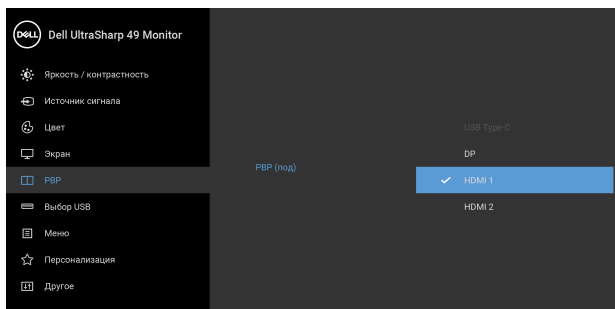 DELL Dell UltraSharp 49 Monitor
Яркость / контрастность
Источник сигнала
Цвет
Экран
PBP
Выбор USB
Меню
Персонализация
Другое
PBP (под)
USB Type-C
DP
HDMI 1
HDMI 2